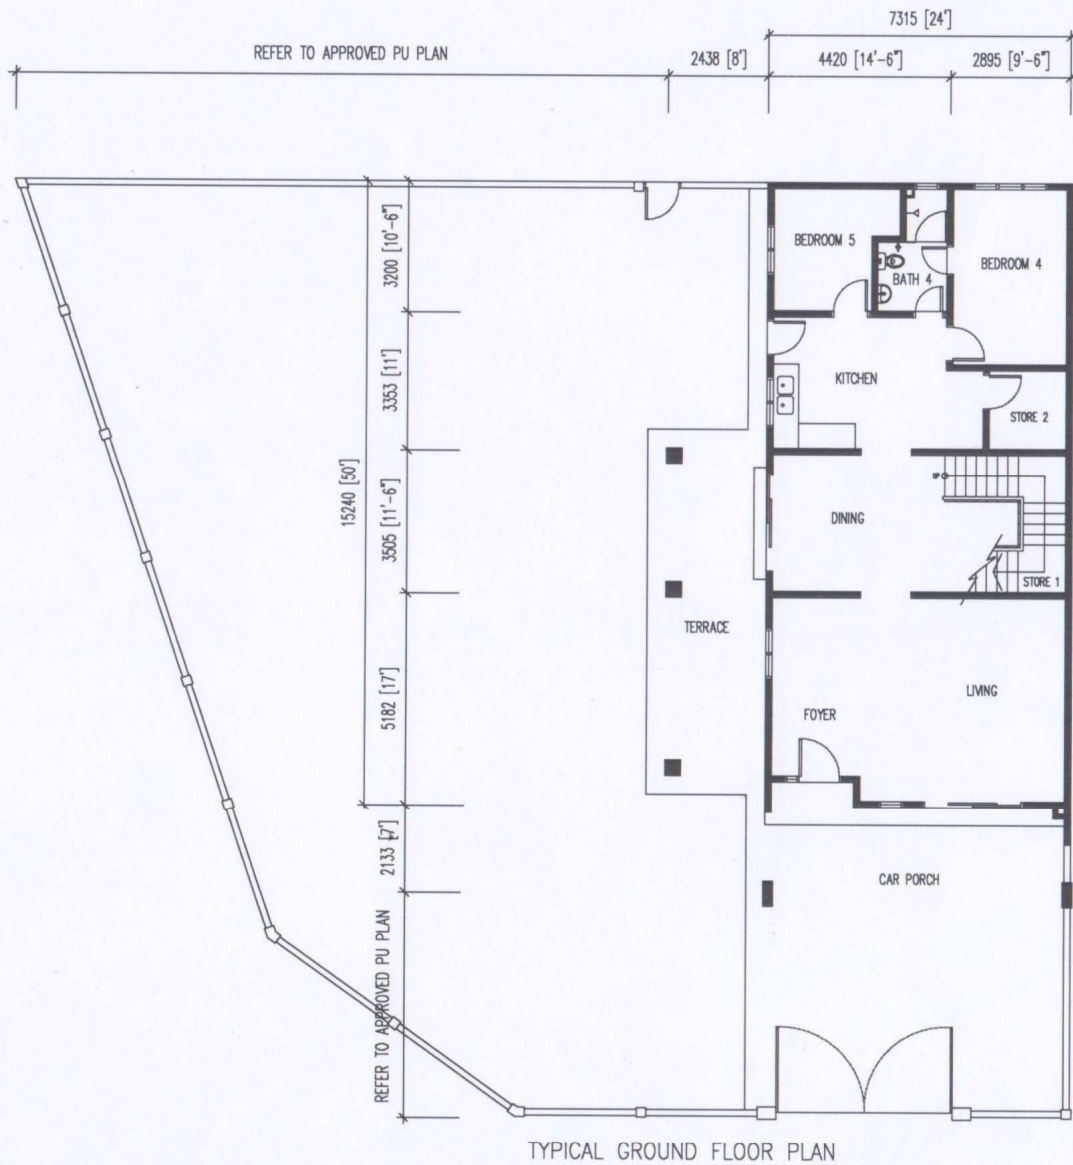 7315 [24']
REFER TO APPROVED PU PLAN
2438 [8']
4420 [14'-6"]
2895 [9'-6"]
3200 [10'-6"]
BEDROOM 5
BATH 4
BEDROOM 4
3353 [11']
KITCHEN
STORE 2
15240 [50']
3505 [11'-6"]
DINING
STORE 1
5182 [17']
TERRACE
LIVING
FOYER
2133 [7']
CAR PORCH
REFER TO APPROVED PU PLAN
TYPICAL GROUND FLOOR PLAN